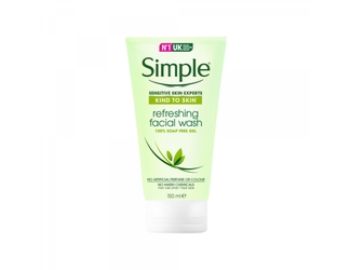 Nº1 UK
Simple
SENSITIVE SKIN EXPERTS
KIND TO SKIN
refreshing
facial wash
100% SOAP FREE GEL
NO ARTIFICIAL PERFUME OR COLOUR
NO HARSH CHEMICALS
150 ml